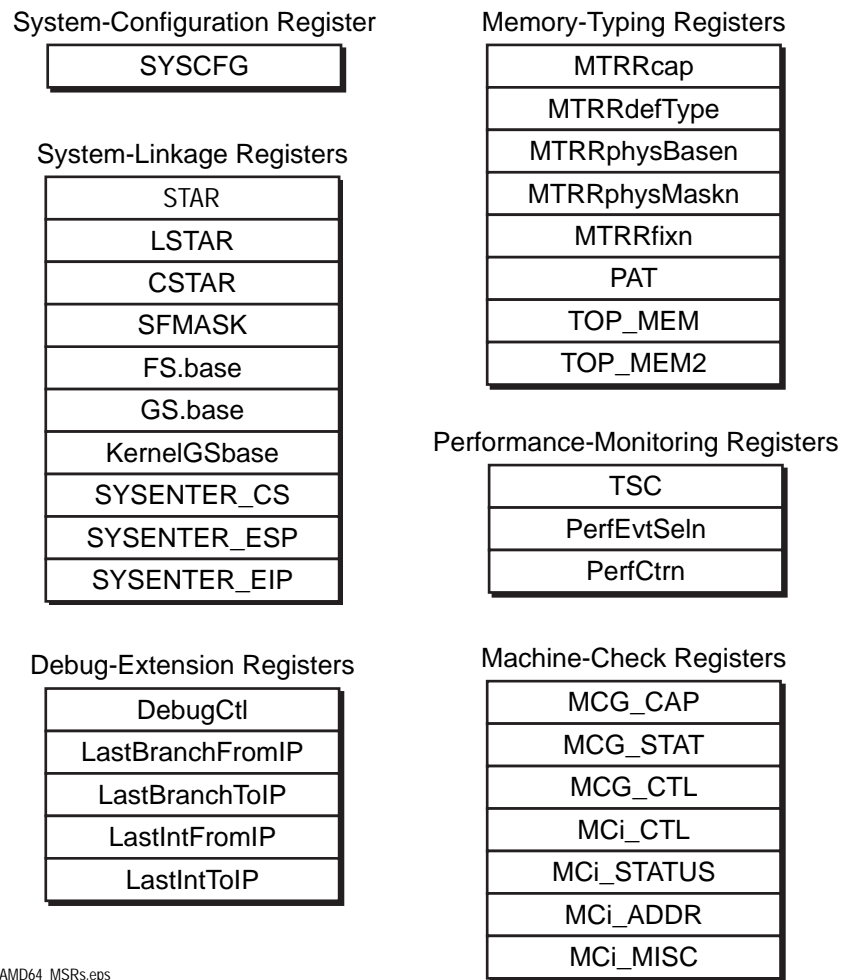 System-Configuration Register
SYSCFG
System-Linkage Registers
STAR
LSTAR
CSTAR
SFMASK
FS.base
GS.base
KernelGSbase
SYSENTER_CS
SYSENTER_ESP
SYSENTER_EIP
Debug-Extension Registers
DebugCtl
LastBranchFromIP
LastBranchToIP
LastIntFromIP
LastIntToIP
Memory-Typing Registers
MTRRcap
MTRRdefType
MTRRphysBasen
MTRRphysMaskn
MTRRfixn
PAT
TOP_MEM
TOP_MEM2
Performance-Monitoring Registers
TSC
PerfEvtSeln
PerfCtrn
Machine-Check Registers
MCG_CAP
MCG_STAT
MCG_CTL
MCi_CTL
MCi_STATUS
MCi_ADDR
MCi_MISC
AMD64_MSRs.eps